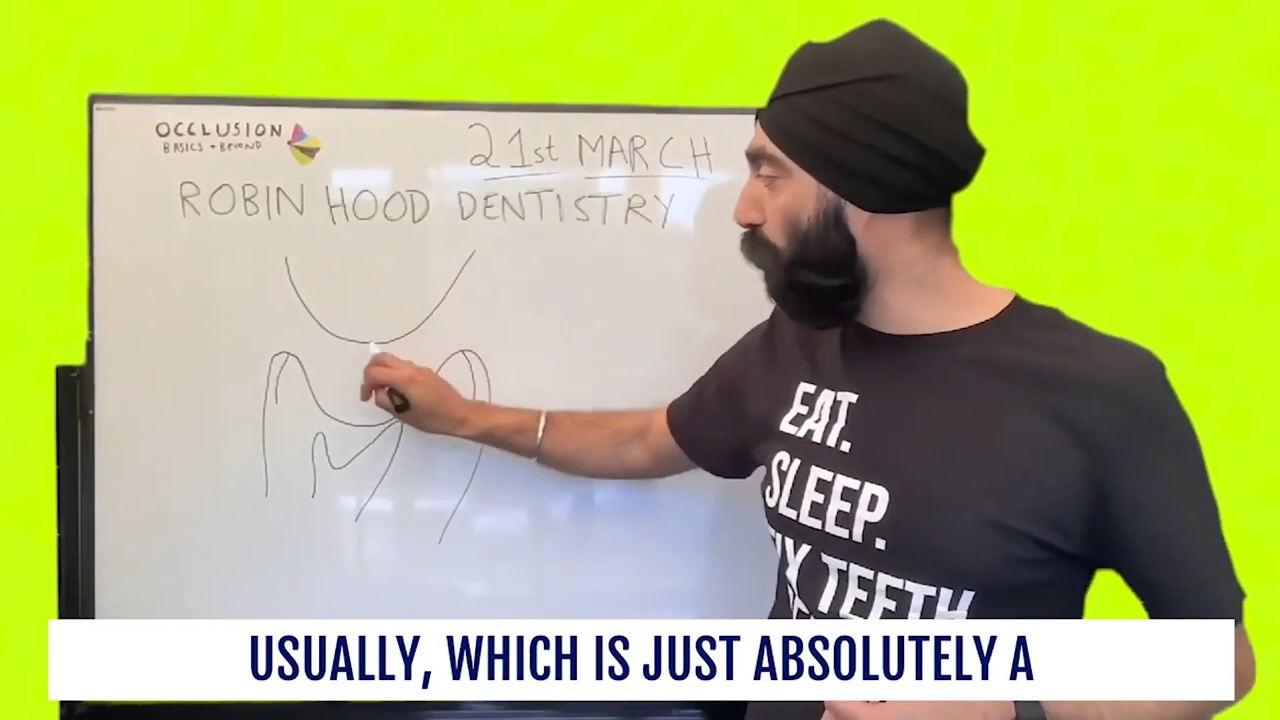 OCCLUSION
BASICS + BEYOND
21st MARCH
ROBIN HOOD DENTISTRY
EAT.
SLEEP.
TEETH
USUALLY, WHICH IS JUST ABSOLUTELY A